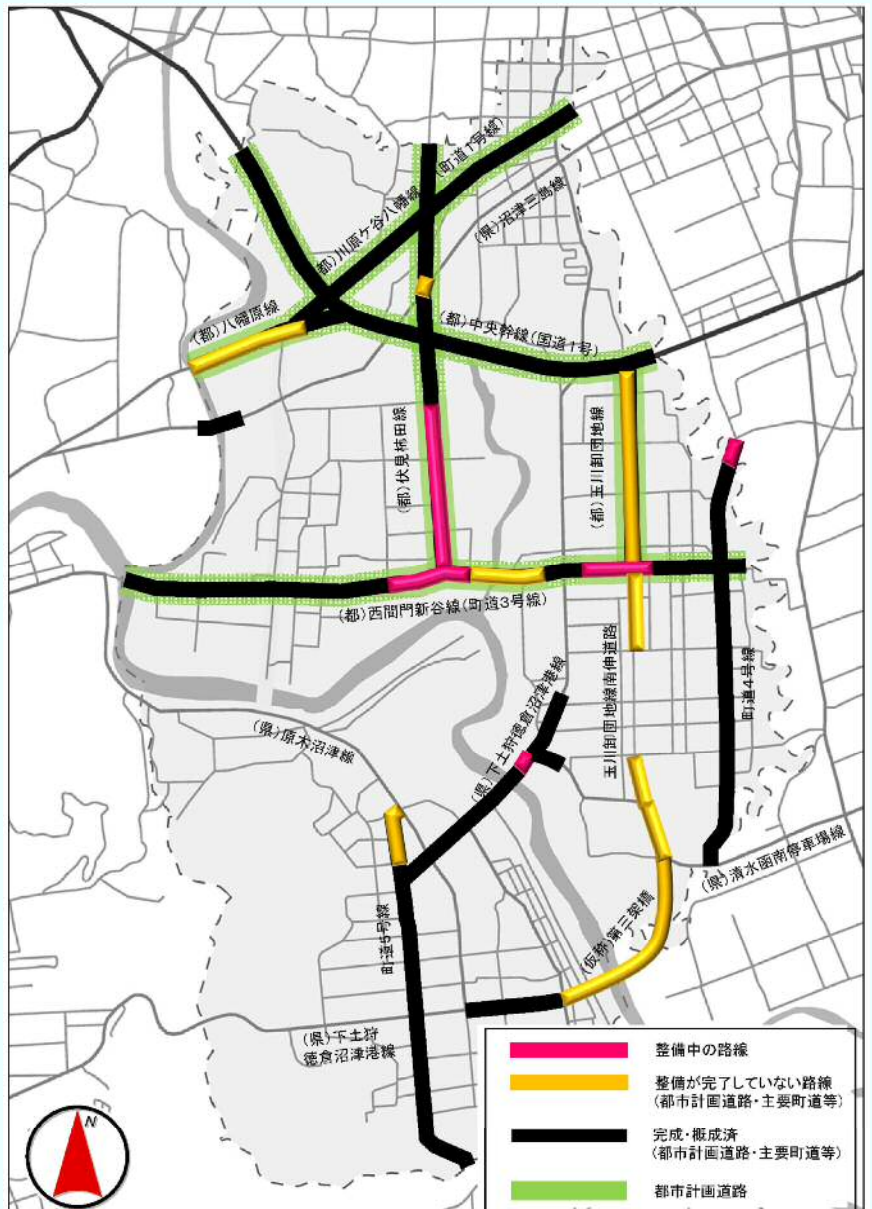 (町道1号線)
(都)川原ケ谷八幡線
(県)沼津三島線
(都)八幡原線
(都)中央幹線(国道1号)
(都)伏見柿田線
(都)玉川卸団地線
(都)西間門新谷線(町道3号線)
町道4号線
玉川卸団地線南伸道路
(県)原木沼津線
(県)下土狩徳倉沼津港線
(県)清水函南停車場線
町道5号線
(仮称)第三架橋
(県)下土狩
徳倉沼津港線
N
整備中の路線
整備が完了していない路線
(都市計画道路・主要町道等)
完成・概成済
(都市計画道路・主要町道等)
都市計画道路